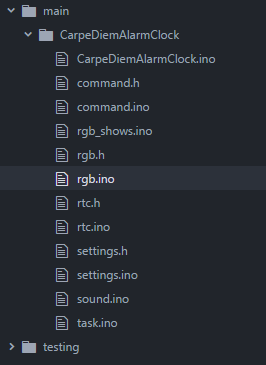 main
CarpeDiemAlarmClock
CarpeDiemAlarmClock.ino
command.h
command.ino
rgb_shows.ino
rgb.h
rgb.ino
rtc.h
rtc.ino
settings.h
settings.ino
sound.ino
task.ino
testing